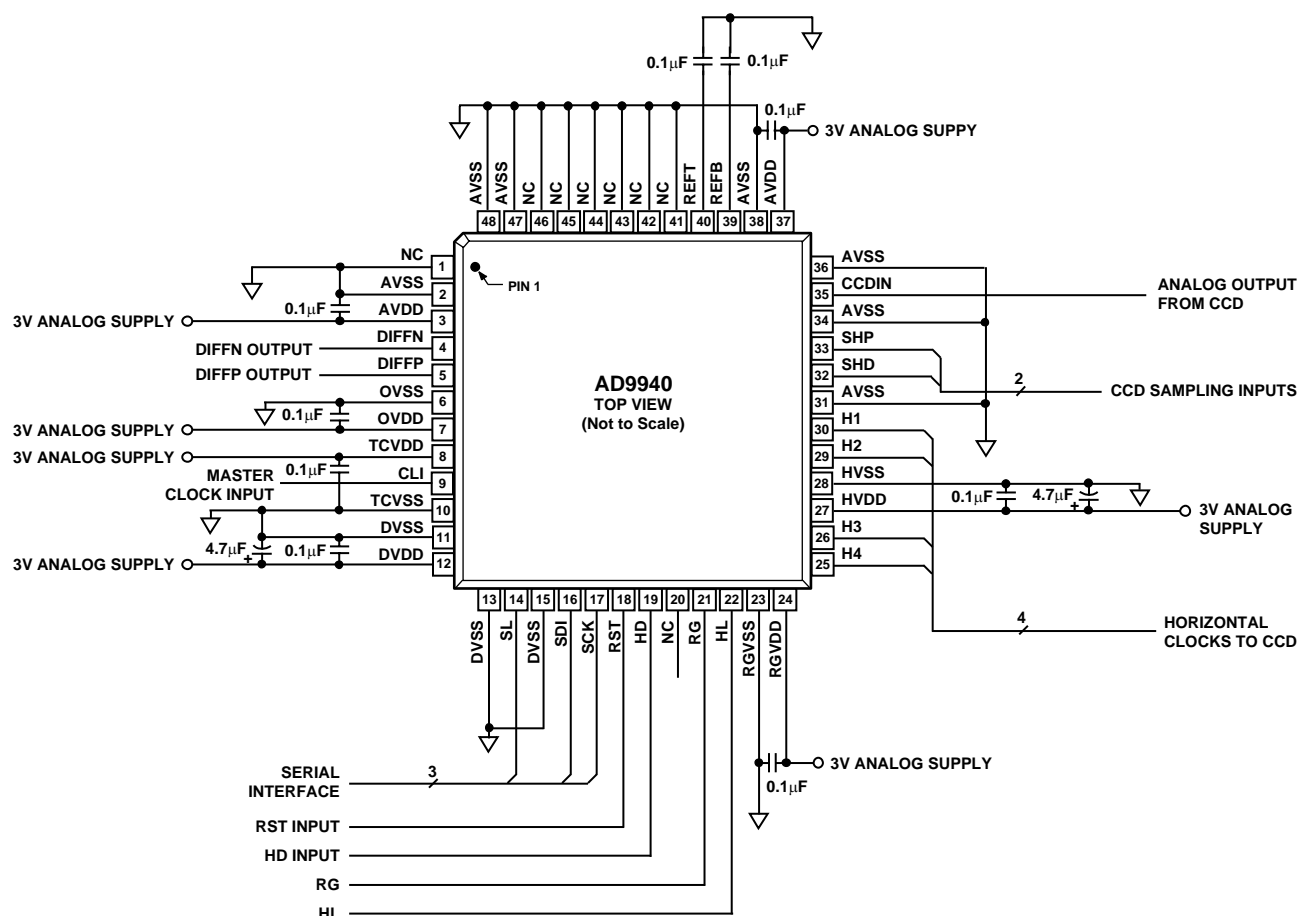 0.1μF
0.1μF
0.1μF
3V ANALOG SUPPY
AVSS
AVSS
NC
NC
NC
NC
NC
NC
REFT
REFB
AVSS
AVDD
48
47
46
45
44
43
42
41
40
39
38
37
NC
1
AVSS
2
0.1μF
3V ANALOG SUPPLY
AVDD
3
DIFFN OUTPUT
DIFFN
4
DIFFP OUTPUT
DIFFP
5
OVSS
6
0.1μF
3V ANALOG SUPPLY
OVDD
7
3V ANALOG SUPPLY
TCVDD
8
0.1μF
MASTER
CLOCK INPUT
CLI
9
TCVSS
10
DVSS
11
4.7μF
+
0.1μF
3V ANALOG SUPPLY
DVDD
12
PIN 1
AD9940
TOP VIEW
(Not to Scale)
36
AVSS
35
CCDIN
ANALOG OUTPUT
FROM CCD
34
AVSS
33
SHP
32
SHD
2
CCD SAMPLING INPUTS
31
AVSS
30
H1
29
H2
28
HVSS
0.1μF
4.7μF
+
27
HVDD
3V ANALOG
SUPPLY
26
H3
25
H4
4
HORIZONTAL
CLOCKS TO CCD
13
14
15
16
17
18
19
20
21
22
23
24
DVSS
SL
DVSS
SDI
SCK
RST
HD
NC
RG
HL
RGVSS
RGVDD
3V ANALOG SUPPLY
0.1μF
SERIAL
INTERFACE
3
RST INPUT
HD INPUT
RG
HL